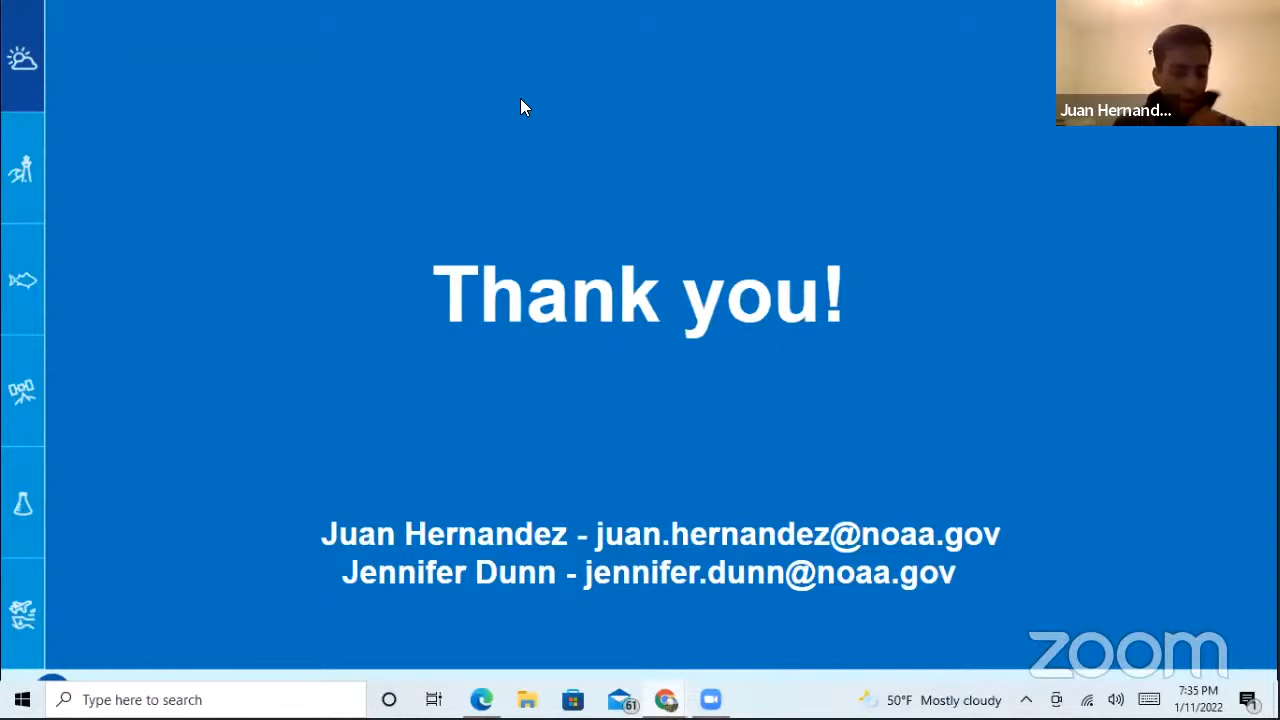 Juan Hernand...
Thank you!
Juan Hernandez - juan.hernandez@noaa.gov
Jennifer Dunn - jennifer.dunn@noaa.gov
zoom
Type here to search
61
50°F Mostly cloudy
7:35 PM
1/11/2022
1